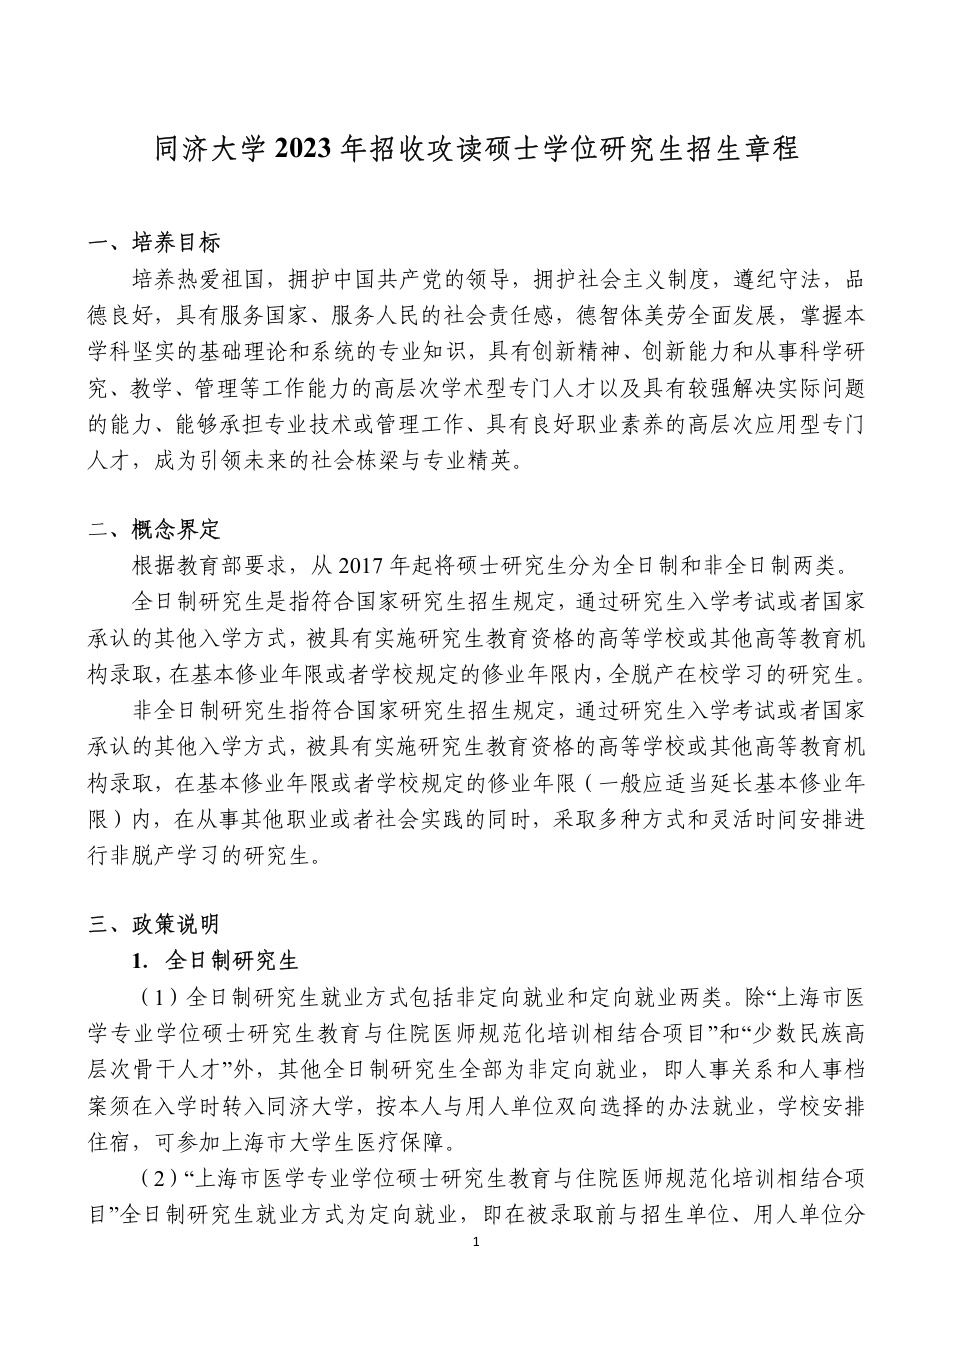 同济大学 2023 年招收攻读硕士学位研究生招生章程
一、培养目标
培养热爱祖国，拥护中国共产党的领导，拥护社会主义制度，遵纪守法，品
德良好，具有服务国家、服务人民的社会责任感，德智体美劳全面发展，掌握本
学科坚实的基础理论和系统的专业知识，具有创新精神、创新能力和从事科学研
究、教学、管理等工作能力的高层次学术型专门人才以及具有较强解决实际问题
的能力、能够承担专业技术或管理工作、具有良好职业素养的高层次应用型专门
人才，成为引领未来的社会栋梁与专业精英。
二、概念界定
根据教育部要求，从 2017 年起将硕士研究生分为全日制和非全日制两类。
全日制研究生是指符合国家研究生招生规定，通过研究生入学考试或者国家
承认的其他入学方式，被具有实施研究生教育资格的高等学校或其他高等教育机
构录取，在基本修业年限或者学校规定的修业年限内，全脱产在校学习的研究生。
非全日制研究生指符合国家研究生招生规定，通过研究生入学考试或者国家
承认的其他入学方式，被具有实施研究生教育资格的高等学校或其他高等教育机
构录取，在基本修业年限或者学校规定的修业年限（一般应适当延长基本修业年
限）内，在从事其他职业或者社会实践的同时，采取多种方式和灵活时间安排进
行非脱产学习的研究生。
三、政策说明
1. 全日制研究生
（1）全日制研究生就业方式包括非定向就业和定向就业两类。除“上海市医
学专业学位硕士研究生教育与住院医师规范化培训相结合项目”和“少数民族高
层次骨干人才”外，其他全日制研究生全部为非定向就业，即人事关系和人事档
案须在入学时转入同济大学，按本人与用人单位双向选择的办法就业，学校安排
住宿，可参加上海市大学生医疗保障。
（2）“上海市医学专业学位硕士研究生教育与住院医师规范化培训相结合项
目”全日制研究生就业方式为定向就业，即在被录取前与招生单位、用人单位分
1